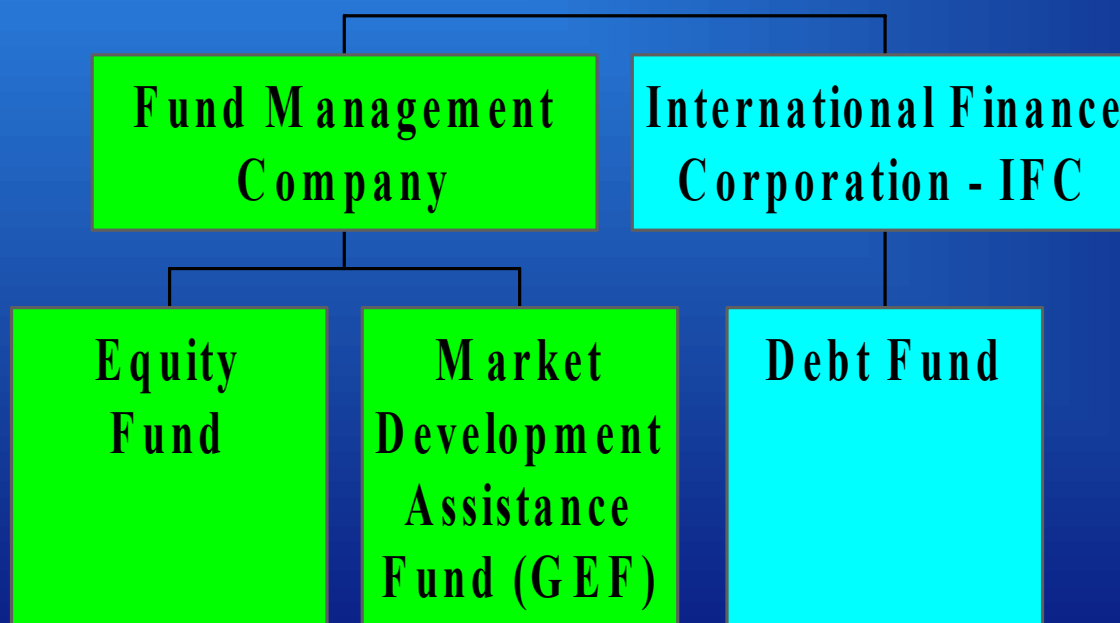 Fund Management
Company
International Finance
Corporation - IFC
Equity
Fund
Market
Development
Assistance
Fund (GEF)
Debt Fund